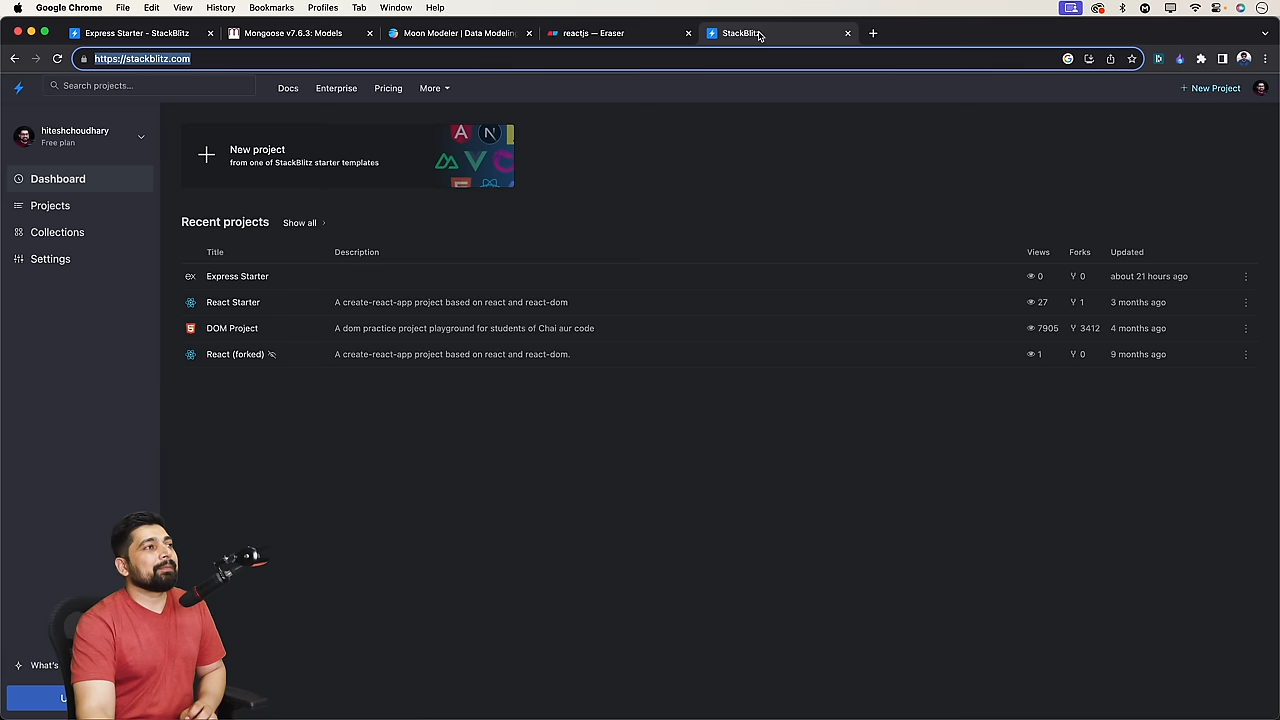 Google Chrome File Edit View History Bookmarks Profiles Tab Window Help
Express Starter - StackBlitz
Mongoose v7.6.3: Models
Moon Modeler | Data Modeling
reactjs — Eraser
StackBlitz
https://stackblitz.com
Search projects...
Docs Enterprise Pricing More
New Project
hiteshchoudhary
Free plan
Dashboard
Projects
Collections
Settings
New project
from one of StackBlitz starter templates
Recent projects Show all
Title Description Views Forks Updated
ex Express Starter 0 0 about 21 hours ago
React Starter A create-react-app project based on react and react-dom 27 1 3 months ago
DOM Project A dom practice project playground for students of Chai aur code 7905 3412 4 months ago
React (forked) A create-react-app project based on react and react-dom. 1 0 9 months ago
What's